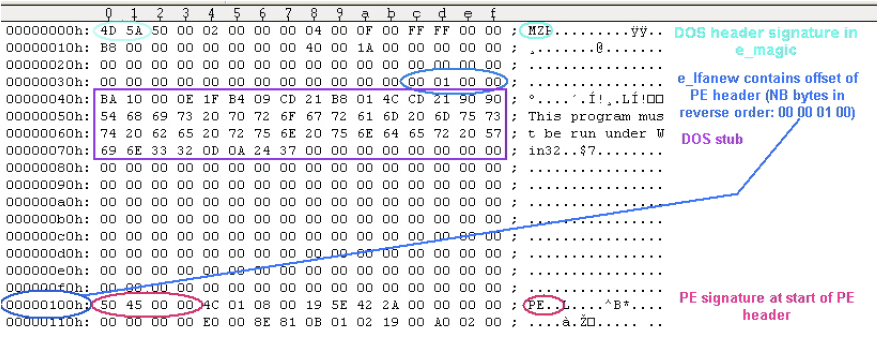 0 1 2 3 4 5 6 7 8 9 a b c d e f
00000000h: 4D 5A 50 00 02 00 00 00 04 00 0F 00 FF FF 00 00 ; MZP.........ÿÿ..
DOS header signature in
e_magic
00000010h: B8 00 00 00 00 00 00 00 40 00 1A 00 00 00 00 00 ; ¸.......@.......
00000020h: 00 00 00 00 00 00 00 00 00 00 00 00 00 00 00 00 ; ................
00000030h: 00 00 00 00 00 00 00 00 00 00 00 00 00 01 00 00 ; ................
e_lfanew contains offset of
PE header (NB bytes in
reverse order: 00 00 01 00)
00000040h: BA 10 00 0E 1F B4 09 CD 21 B8 01 4C CD 21 90 90 ; º....´.Í!¸.LÍ!□□
00000050h: 54 68 69 73 20 70 72 6F 67 72 61 6D 20 6D 75 73 ; This program mus
00000060h: 74 20 62 65 20 72 75 6E 20 75 6E 64 65 72 20 57 ; t be run under W
DOS stub
00000070h: 69 6E 33 32 0D 0A 24 37 00 00 00 00 00 00 00 00 ; in32..$7........
00000080h: 00 00 00 00 00 00 00 00 00 00 00 00 00 00 00 00 ; ................
00000090h: 00 00 00 00 00 00 00 00 00 00 00 00 00 00 00 00 ; ................
000000a0h: 00 00 00 00 00 00 00 00 00 00 00 00 00 00 00 00 ; ................
000000b0h: 00 00 00 00 00 00 00 00 00 00 00 00 00 00 00 00 ; ................
000000c0h: 00 00 00 00 00 00 00 00 00 00 00 00 00 00 00 00 ; ................
000000d0h: 00 00 00 00 00 00 00 00 00 00 00 00 00 00 00 00 ; ................
000000e0h: 00 00 00 00 00 00 00 00 00 00 00 00 00 00 00 00 ; ................
000000f0h: 00 00 00 00 00 00 00 00 00 00 00 00 00 00 00 00 ; ................
00000100h: 50 45 00 00 4C 01 08 00 19 5E 42 2A 00 00 00 00 ; PE..L....^B*....
PE signature at start of PE
header
00000110h: 00 00 00 00 E0 00 8E 81 0B 01 02 19 00 A0 02 00 ; ....à.Ž□..... ..